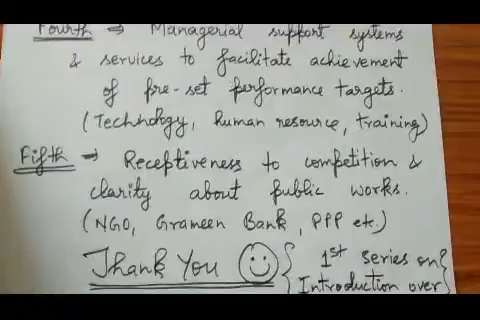 Fourth → Managerial support systems
& services to facilitate achievement
of pre-set performance targets.
(Technology, human resource, training)
Fifth → Receptiveness to competition &
clarity about public works.
(NGO, Grameen Bank, PPP etc.)
Thank You ☺ { 1st series on }
Introduction over